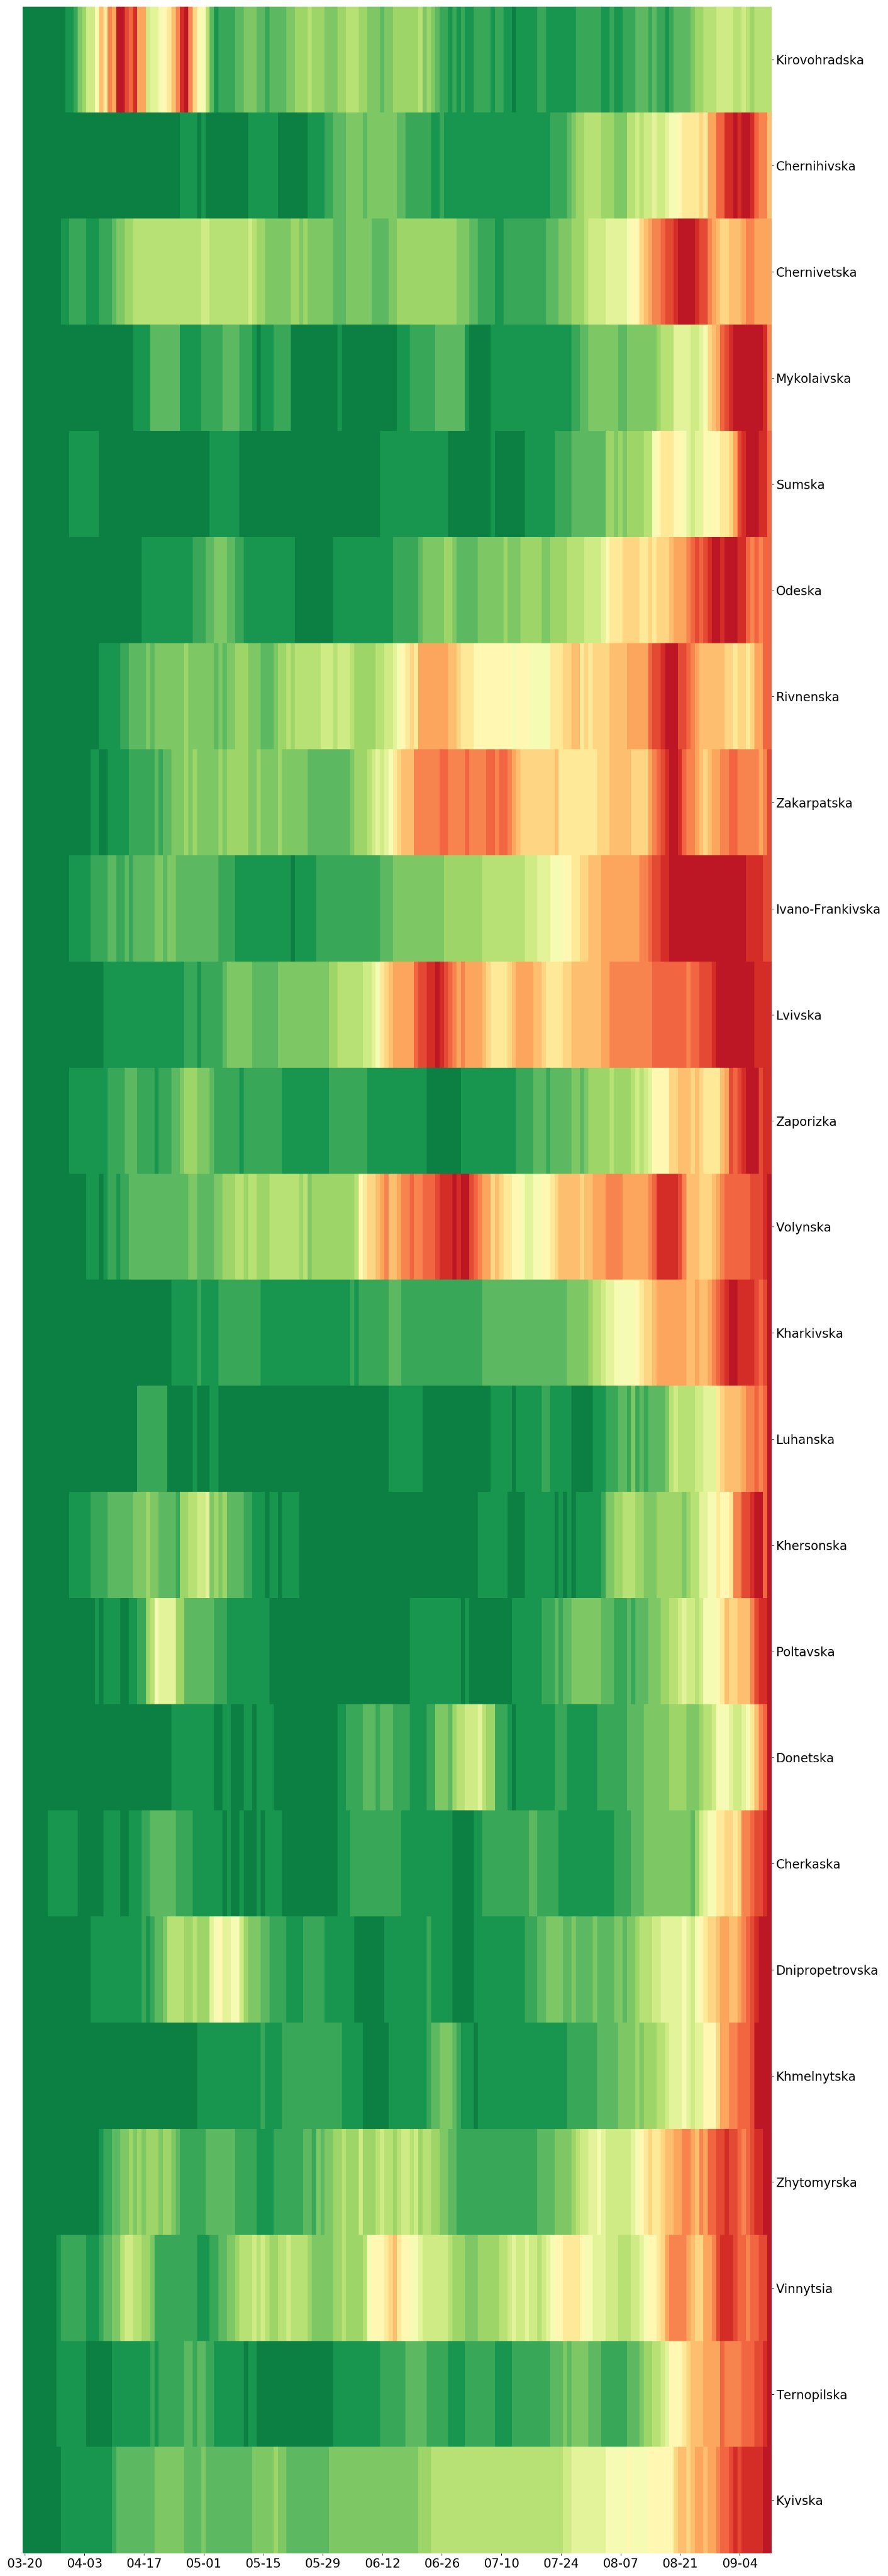 Kirovohradska
Chernihivska
Chernivetska
Mykolaivska
Sumska
Odeska
Rivnenska
Zakarpatska
Ivano-Frankivska
Lvivska
Zaporizka
Volynska
Kharkivska
Luhanska
Khersonska
Poltavska
Donetska
Cherkaska
Dnipropetrovska
Khmelnytska
Zhytomyrska
Vinnytsia
Ternopilska
Kyivska
03-20 04-03 04-17 05-01 05-15 05-29 06-12 06-26 07-10 07-24 08-07 08-21 09-04